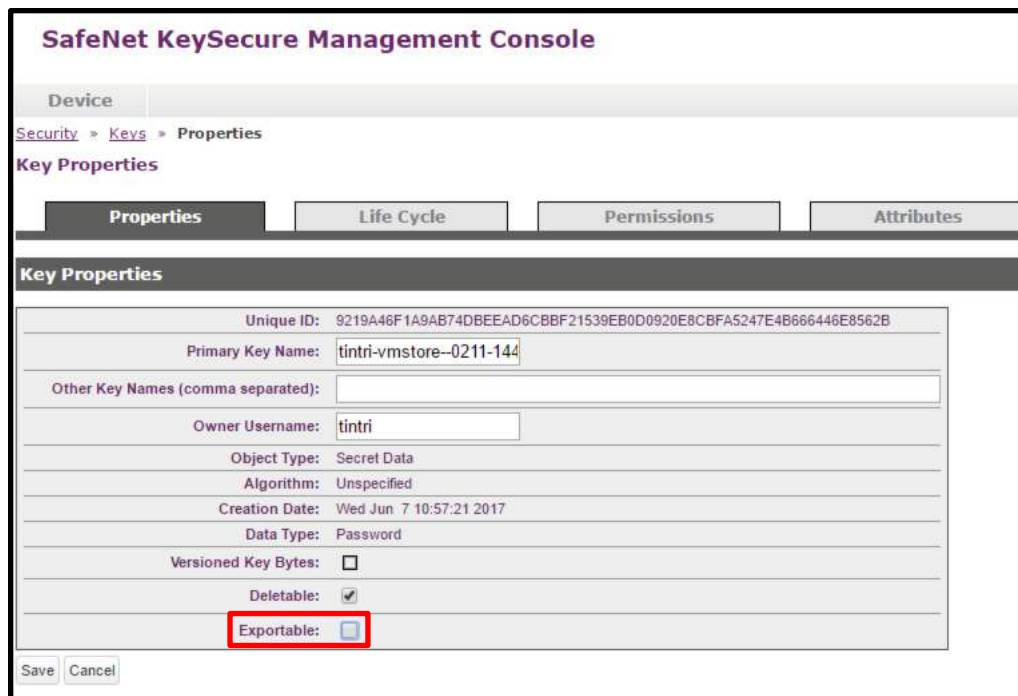 SafeNet KeySecure Management Console
Device
Security » Keys » Properties
Key Properties
Properties Life Cycle Permissions Attributes
Key Properties
Unique ID: 9219A46F1A9AB74DBEEAD6CBBF21539EB0D0920E8CBFA5247E4B666446E8562B
Primary Key Name: tintri-vmstore--0211-144
Other Key Names (comma separated):
Owner Username: tintri
Object Type: Secret Data
Algorithm: Unspecified
Creation Date: Wed Jun 7 10:57:21 2017
Data Type: Password
Versioned Key Bytes:
Deletable:
Exportable:
Save Cancel